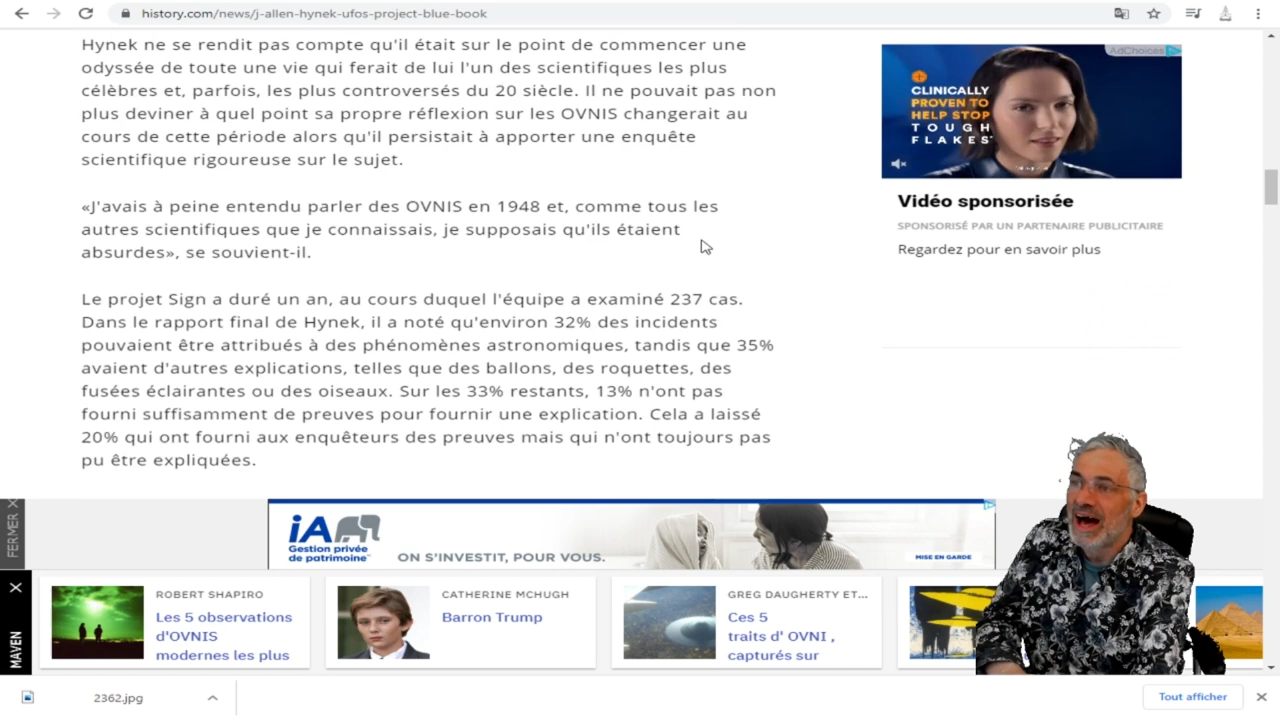 history.com/news/j-allen-hynek-ufos-project-blue-book
Hynek ne se rendit pas compte qu'il était sur le point de commencer une
odyssée de toute une vie qui ferait de lui l'un des scientifiques les plus
célèbres et, parfois, les plus controversés du 20 siècle. Il ne pouvait pas non
plus deviner à quel point sa propre réflexion sur les OVNIS changerait au
cours de cette période alors qu'il persistait à apporter une enquête
scientifique rigoureuse sur le sujet.
«J'avais à peine entendu parler des OVNIS en 1948 et, comme tous les
autres scientifiques que je connaissais, je supposais qu'ils étaient
absurdes», se souvient-il.
Le projet Sign a duré un an, au cours duquel l'équipe a examiné 237 cas.
Dans le rapport final de Hynek, il a noté qu'environ 32% des incidents
pouvaient être attribués à des phénomènes astronomiques, tandis que 35%
avaient d'autres explications, telles que des ballons, des roquettes, des
fusées éclairantes ou des oiseaux. Sur les 33% restants, 13% n'ont pas
fourni suffisamment de preuves pour fournir une explication. Cela a laissé
20% qui ont fourni aux enquêteurs des preuves mais qui n'ont toujours pas
pu être expliquées.
AdChoices
CLINICALLY
PROVEN TO
HELP STOP
TOUGH
FLAKES*
Vidéo sponsorisée
SPONSORISÉ PAR UN PARTENAIRE PUBLICITAIRE
Regardez pour en savoir plus
FERMER X
iA
Gestion privée
de patrimoine
ON S'INVESTIT, POUR VOUS.
MISE EN GARDE
MAVEN
ROBERT SHAPIRO
Les 5 observations
d'OVNIS
modernes les plus
CATHERINE MCHUGH
Barron Trump
GREG DAUGHERTY ET...
Ces 5
traits d' OVNI ,
capturés sur
2362.jpg
Tout afficher